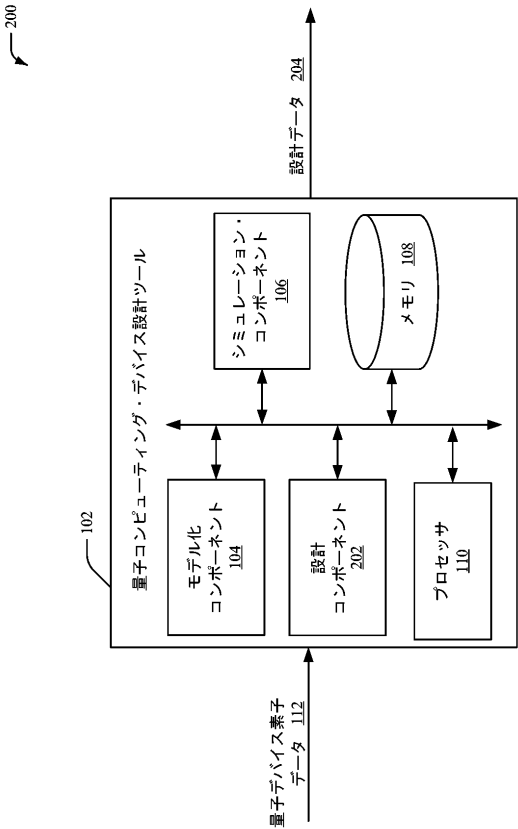 200
102
量子コンピューティング・デバイス設計ツール
モデル化
コンポーネント
104
シミュレーション・
コンポーネント
106
設計
コンポーネント
202
メモリ 108
プロセッサ
110
量子デバイス素子
データ 112
設計データ 204